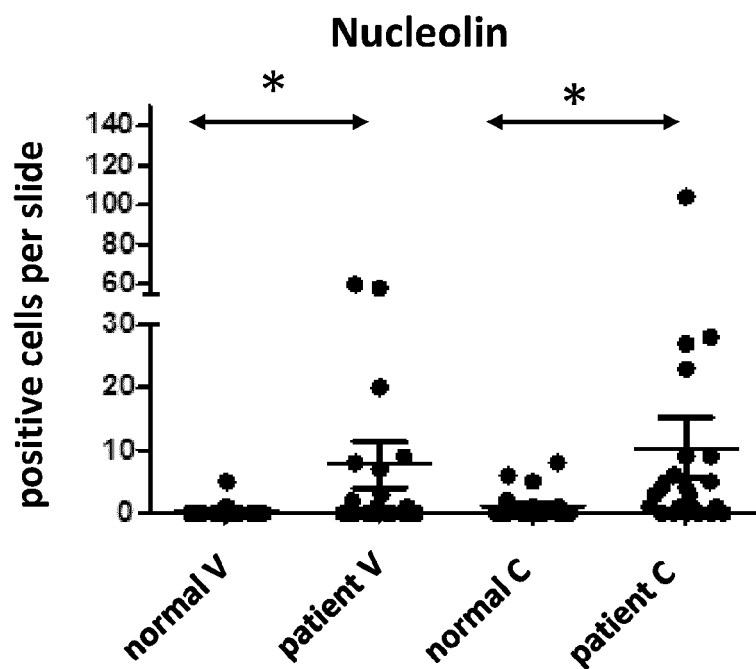 Nucleolin
* *
positive cells per slide
140
120
100
80
60
30
20
10
0
normal V
patient V
normal C
patient C